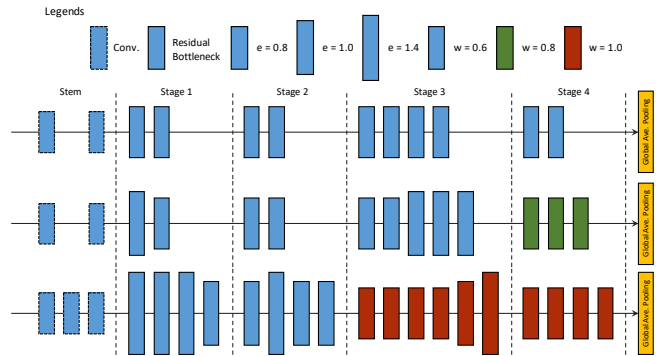 Legends
Conv.
Residual
Bottleneck
e = 0.8
e = 1.0
e = 1.4
w = 0.6
w = 0.8
w = 1.0
Stem
Stage 1
Stage 2
Stage 3
Stage 4
Global Ave. Pooling
Global Ave. Pooling
Global Ave. Pooling